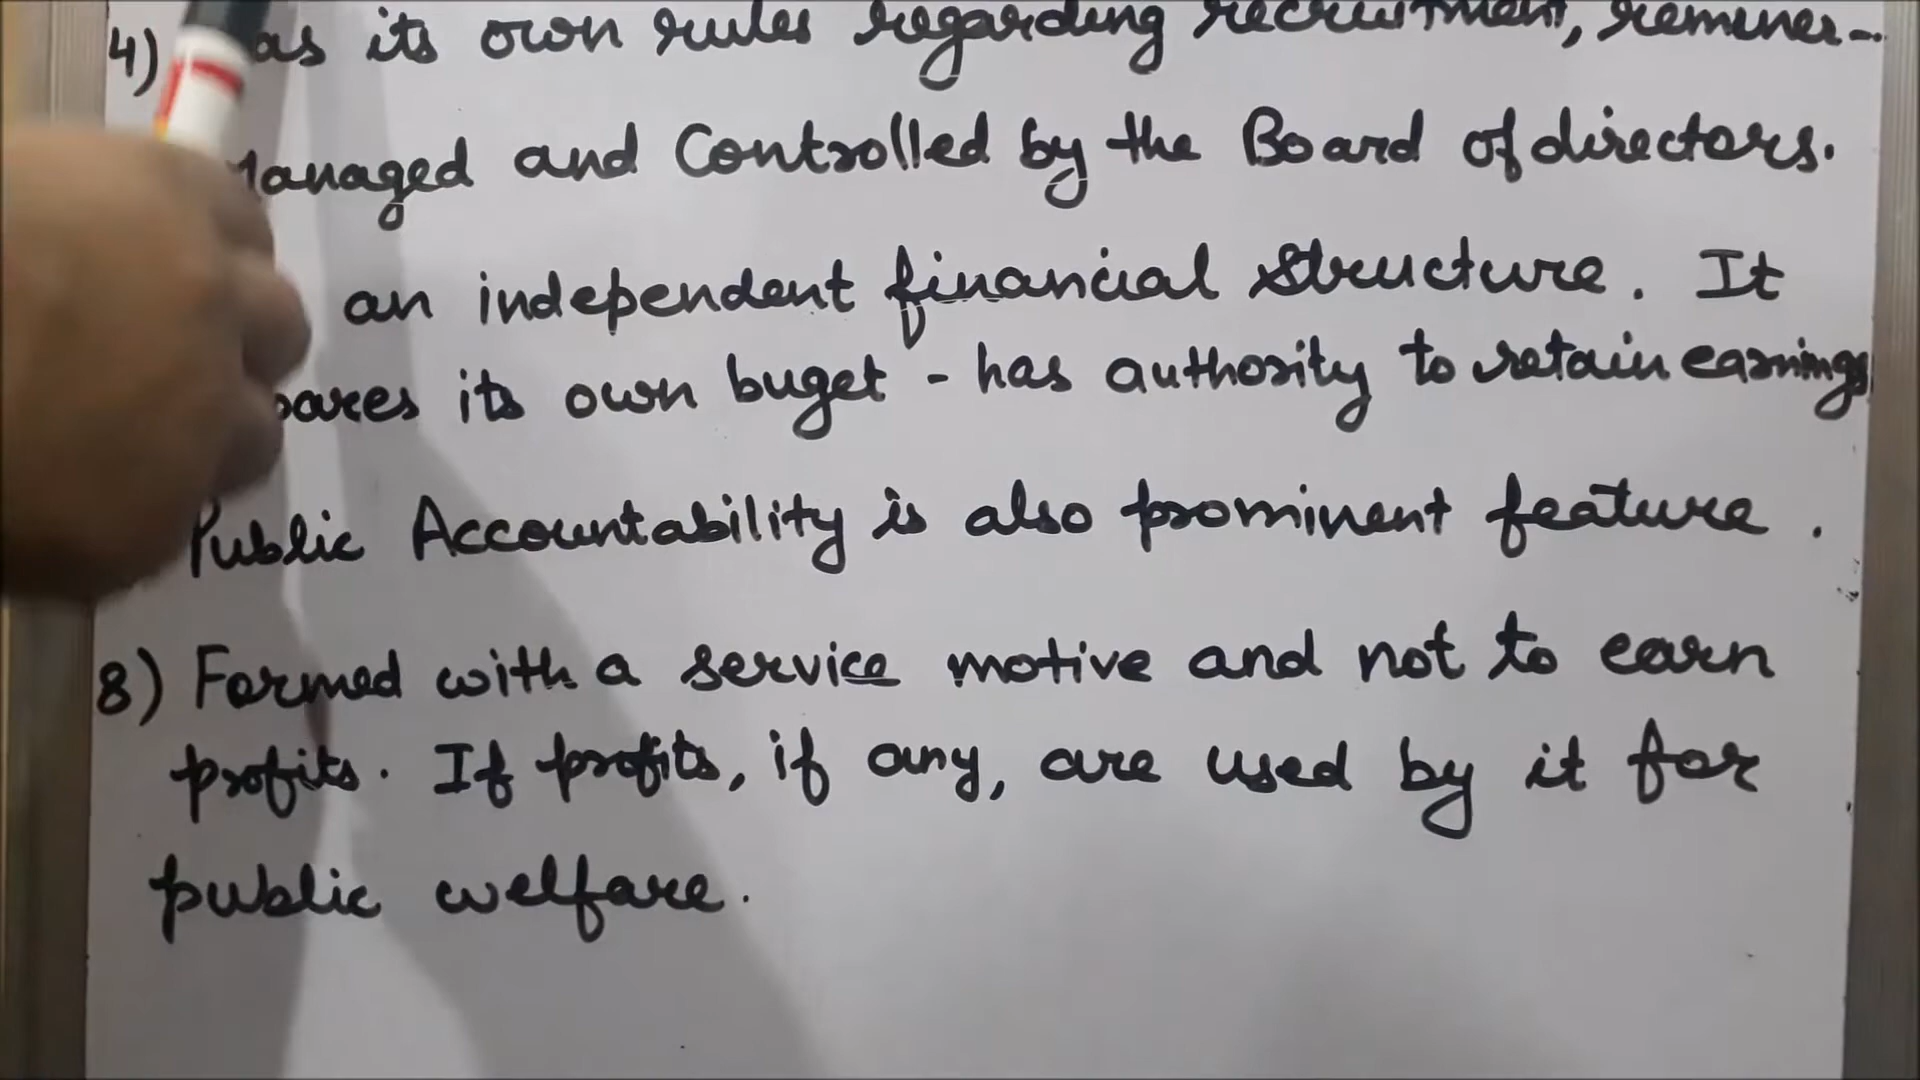 4) as its own rules regarding recruitment, remuner-
Managed and Controlled by the Board of directors.
an independent financial structure. It
pares its own buget - has authority to retain earnings
Public Accountability is also prominent feature.
8) Formed with a service motive and not to earn
profits. If profits, if any, are used by it for
public welfare.